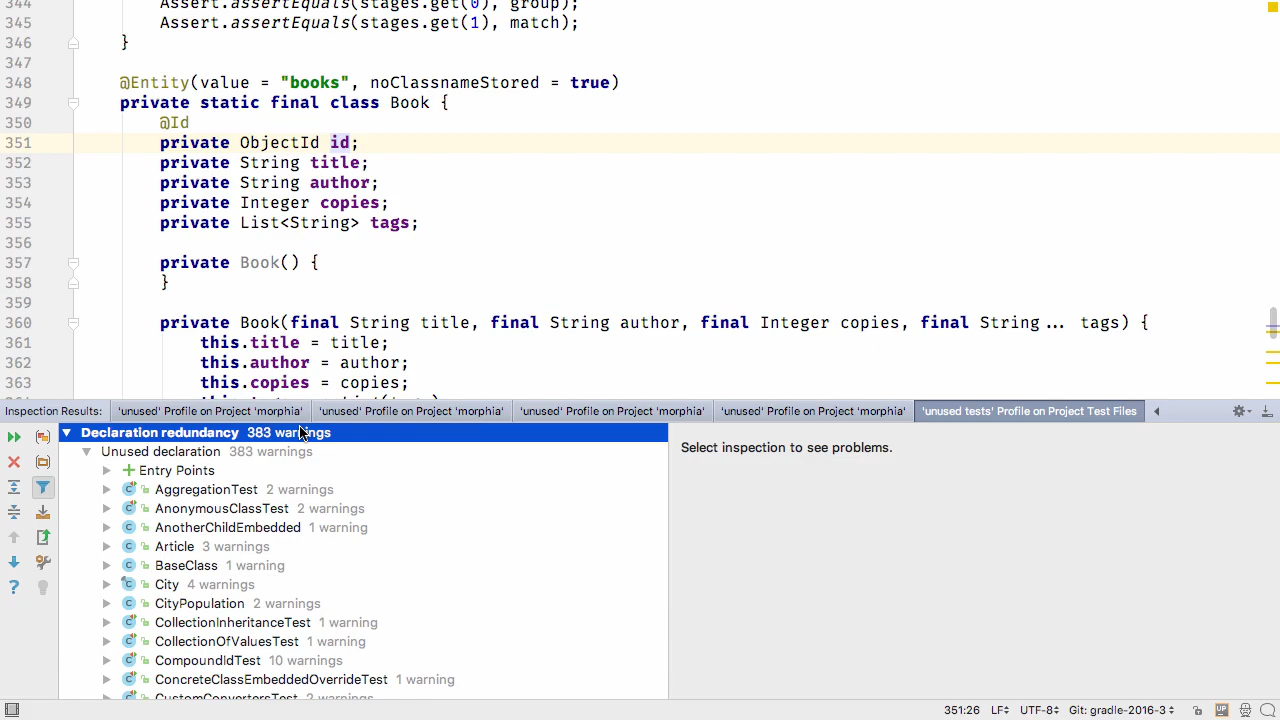 344 Assert.assertEquals(stages.get(0), group);
345 Assert.assertEquals(stages.get(1), match);
346 }
347
348 @Entity(value = "books", noClassnameStored = true)
349 private static final class Book {
350 @Id
351 private ObjectId id;
352 private String title;
353 private String author;
354 private Integer copies;
355 private List<String> tags;
356
357 private Book() {
358 }
359
360 private Book(final String title, final String author, final Integer copies, final String... tags) {
361 this.title = title;
362 this.author = author;
363 this.copies = copies;
Inspection Results: 'unused' Profile on Project 'morphia' 'unused' Profile on Project 'morphia' 'unused' Profile on Project 'morphia' 'unused' Profile on Project 'morphia' 'unused tests' Profile on Project Test Files
Declaration redundancy 383 warnings
Unused declaration 383 warnings
Entry Points
AggregationTest 2 warnings
AnonymousClassTest 2 warnings
AnotherChildEmbedded 1 warning
Article 3 warnings
BaseClass 1 warning
City 4 warnings
CityPopulation 2 warnings
CollectionInheritanceTest 1 warning
CollectionOfValuesTest 1 warning
CompoundIdTest 10 warnings
ConcreteClassEmbeddedOverrideTest 1 warning
CustomConvertersTest 2 warnings
Select inspection to see problems.
351:26 LF UTF-8 Git: gradle-2016-3